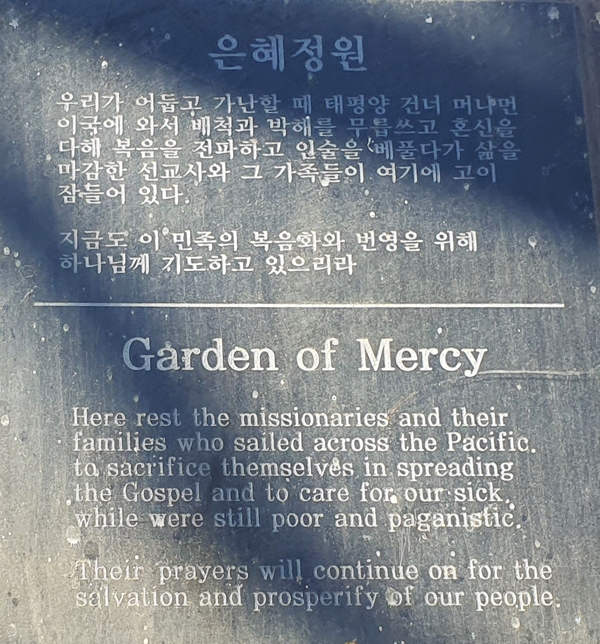 은혜정원
우리가 어둡고 가난할 때 태평양 건너 머나먼
이국에 와서 배척과 박해를 무릅쓰고 혼신을
다해 복음을 전파하고 인술을 베풀다가 삶을
마감한 선교사와 그 가족들이 여기에 고이
잠들어 있다.
지금도 이 민족의 복음화와 번영을 위해
하나님께 기도하고 있으리라
Garden of Mercy
Here rest the missionaries and their
families who sailed across the Pacific.
to sacrifice themselves in spreading
the Gospel and to care for our sick.
while were still poor and paganistic.
Their prayers will continue on for the
salvation and prosperify of our people.